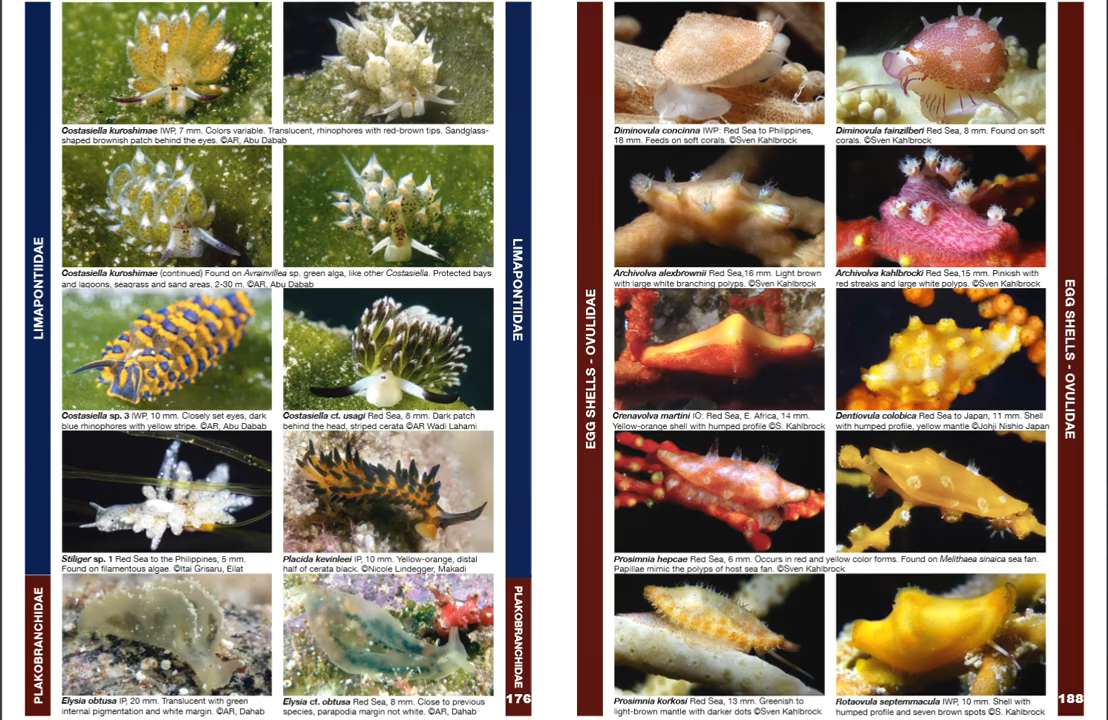 LIMAPONTIIDAE
Costasiella kuroshimae IWP, 7 mm. Colors variable. Translucent, rhinophores with red-brown tips. Sandglass-
shaped brownish patch behind the eyes. ©AR, Abu Dabab
Costasiella kuroshimae (continued) Found on Avrainvillea sp. green alga, like other Costasiella. Protected bays
and lagoons, seagrass and sand areas, 2-30 m. ©AR, Abu Dabab
Costasiella sp. 3 IWP, 10 mm. Closely set eyes, dark
blue rhinophores with yellow stripe. ©AR, Abu Dabab
Costasiella cf. usagi Red Sea, 8 mm. Dark patch
behind the head, striped cerata ©AR Wadi Lahami
Stiliger sp. 1 Red Sea to the Philippines, 5 mm.
Found on filamentous algae. ©Itai Grisaru, Eilat
Placida kevinleei IP, 10 mm. Yellow-orange, distal
half of cerata black. ©Nicole Lindegger, Makadi
PLAKOBRANCHIDAE
Elysia obtusa IP, 20 mm. Translucent with green
internal pigmentation and white margin. ©AR, Dahab
Elysia cf. obtusa Red Sea, 8 mm. Close to previous
species, parapodia margin not white. ©AR, Dahab
LIMAPONTIIDAE
PLAKOBRANCHIDAE
176
EGG SHELLS - OVULIDAE
Diminovula concinna IWP: Red Sea to Philippines,
18 mm. Feeds on soft corals. ©Sven Kahlbrock
Diminovula fainzilberi Red Sea, 8 mm. Found on soft
corals. ©Sven Kahlbrock
Archivolva alexbrownii Red Sea,16 mm. Light brown
with large white branching polyps. ©Sven Kahlbrock
Archivolva kahlbrocki Red Sea,15 mm. Pinkish with
red streaks and large white polyps. ©Sven Kahlbrock
Crenavolva martini IO: Red Sea, E. Africa, 14 mm.
Yellow-orange shell with humped profile ©S. Kahlbrock
Dentiovula colobica Red Sea to Japan, 11 mm. Shell
with humped profile, yellow mantle ©Johji Nishio Japan
Prosimnia hepcae Red Sea, 6 mm. Occurs in red and yellow color forms. Found on Melithaea sinaica sea fan.
Papillae mimic the polyps of host sea fan. ©Sven Kahlbrock
Prosimnia korkosi Red Sea, 13 mm. Greenish to
light-brown mantle with darker dots ©Sven Kahlbrock
Rotaovula septemmacula IWP, 10 mm. Shell with
humped profile and seven brown spots ©S. Kahlbrock
EGG SHELLS - OVULIDAE
188